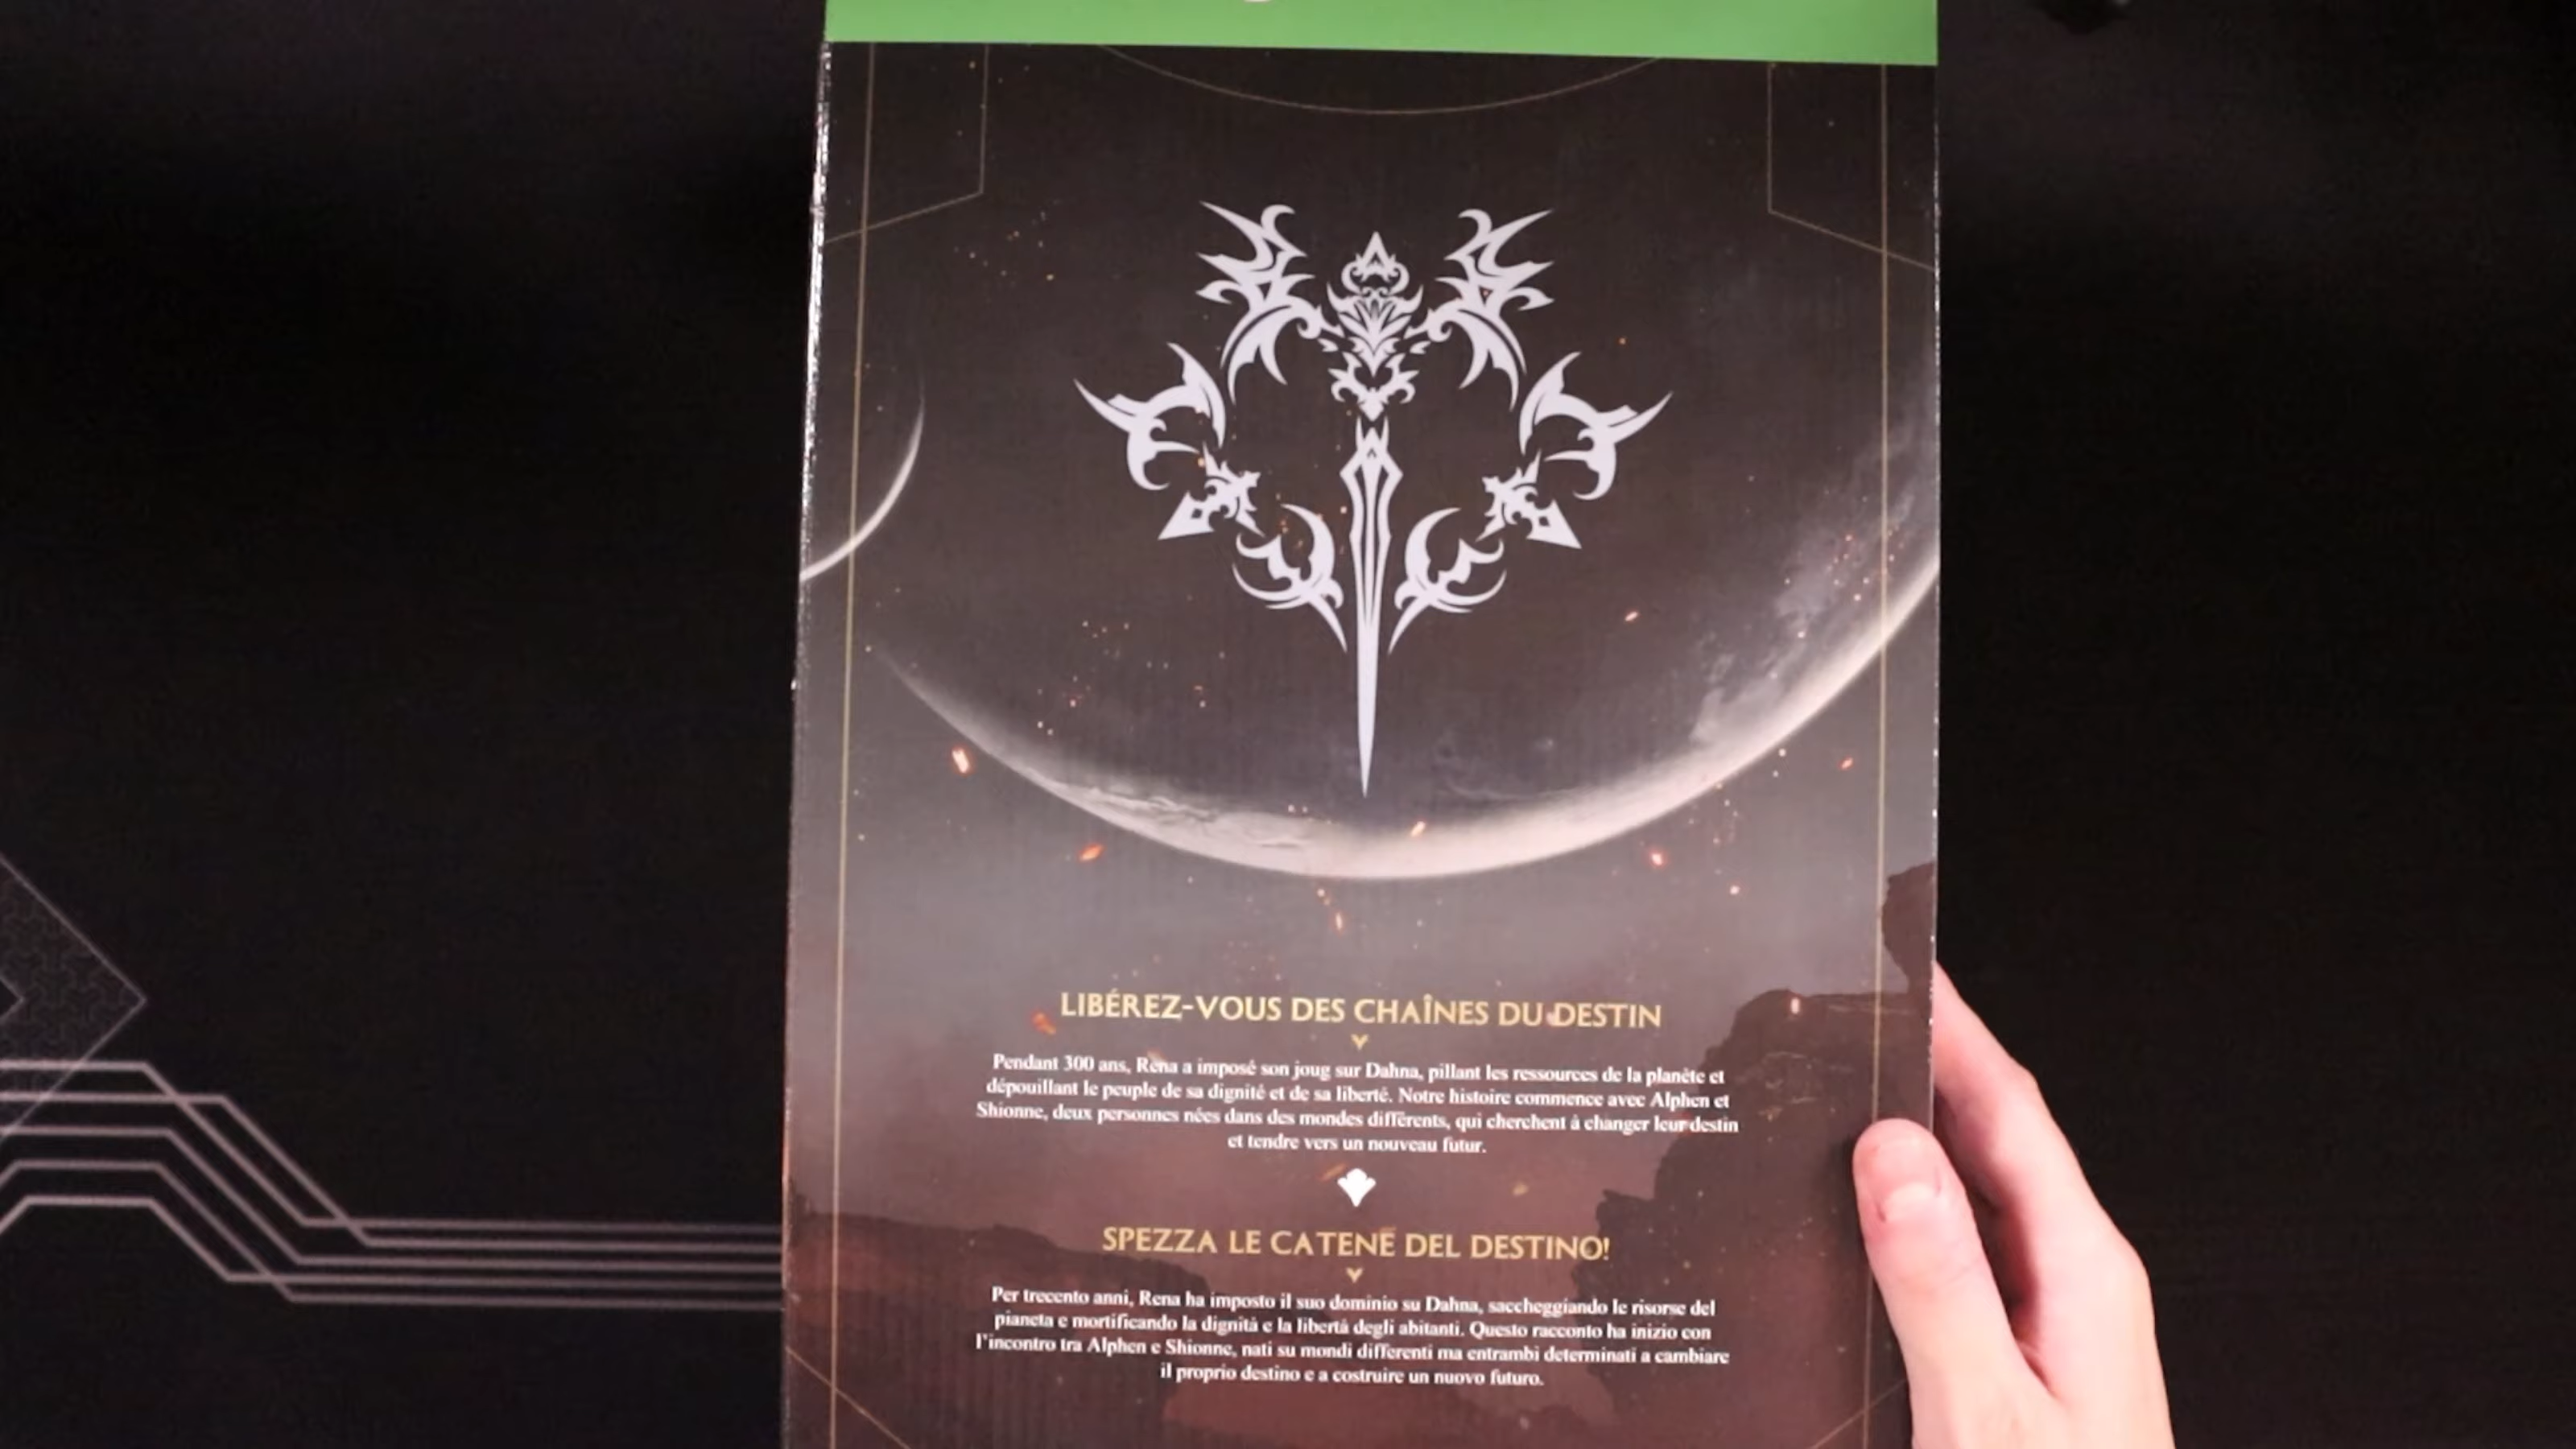 LIBÉREZ-VOUS DES CHAÎNES DU DESTIN
Pendant 300 ans, Rena a imposé son joug sur Dahna, pillant les ressources de la planète et
dépouillant le peuple de sa dignité et de sa liberté. Notre histoire commence avec Alphen et
Shionne, deux personnes nées dans des mondes différents, qui cherchent à changer leur destin
et tendre vers un nouveau futur.
SPEZZA LE CATENE DEL DESTINO!
Per trecento anni, Rena ha imposto il suo dominio su Dahna, saccheggiando le risorse del
pianeta e mortificando la dignità e la libertà degli abitanti. Questo racconto ha inizio con
l'incontro tra Alphen e Shionne, nati su mondi differenti ma entrambi determinati a cambiare
il proprio destino e a costruire un nuovo futuro.